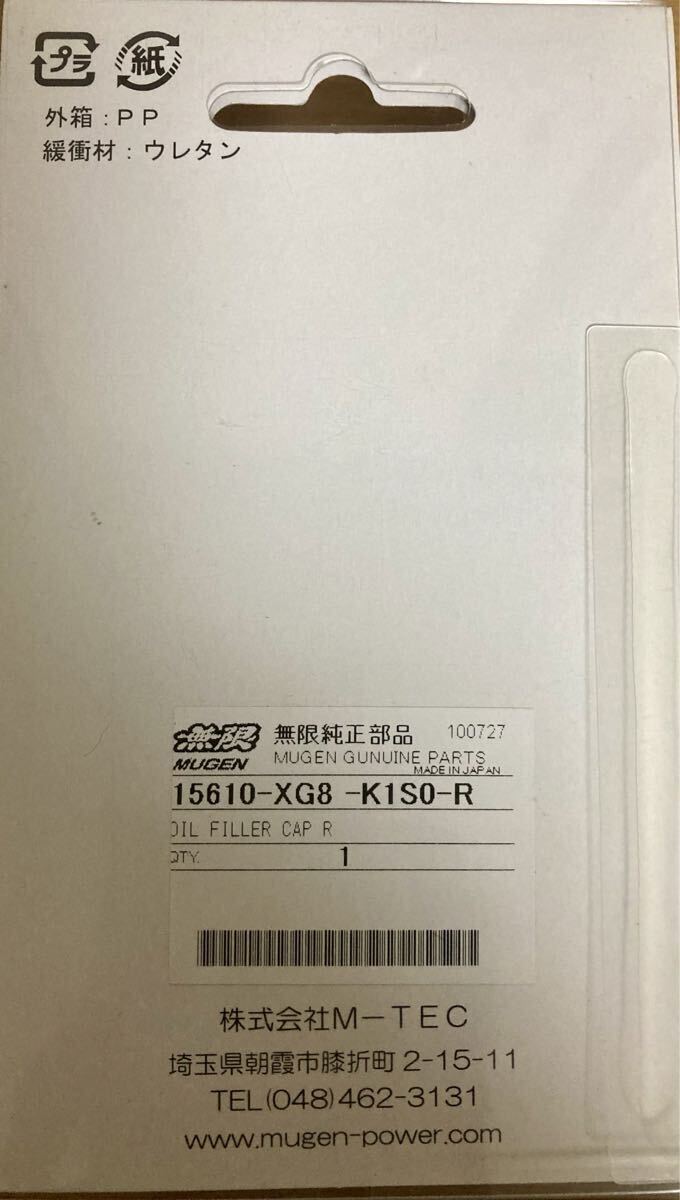 プラ 紙
外箱：ＰＰ
緩衝材：ウレタン
無限 無限純正部品 100727
MUGEN MUGEN GUNUINE PARTS
MADE IN JAPAN
15610-XG8 -K1S0-R
OIL FILLER CAP R
QTY. 1
株式会社Ｍ－ＴＥＣ
埼玉県朝霞市膝折町 2-15-11
TEL(048)462-3131
www.mugen-power.com